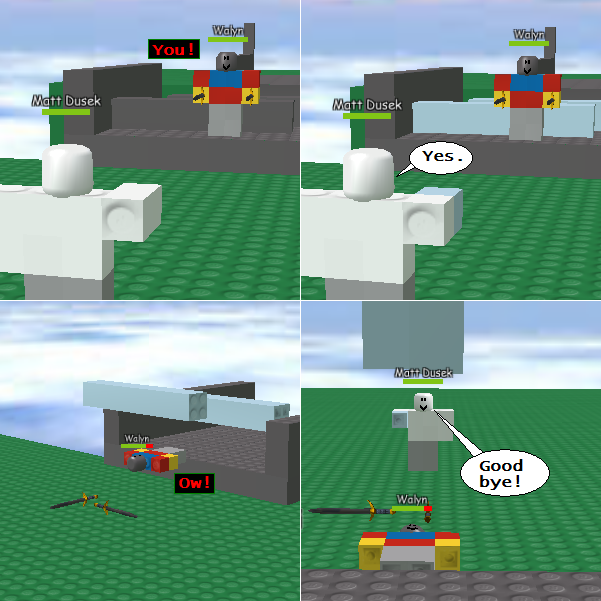 Walyn
You!
Matt Dusek
Walyn
Matt Dusek
Yes.
Walyn
Ow!
Matt Dusek
Good
bye!
Walyn